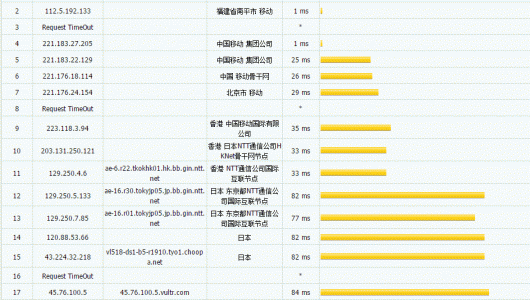 2 112.5.192.133 福建省南平市 移动 1 ms
3 Request TimeOut *
4 221.183.27.205 中国移动 集团公司 1 ms
5 221.183.22.129 中国移动 集团公司 25 ms
6 221.176.18.114 中国 移动骨干网 26 ms
7 221.176.24.154 北京市 移动 29 ms
8 Request TimeOut *
9 223.118.3.94 香港 中国移动国际有限公司 35 ms
10 203.131.250.121 香港 日本NTT通信公司HKNet骨干网节点 33 ms
11 129.250.4.6 ae-6.r22.tkokhk01.hk.bb.gin.ntt.net 香港 NTT通信公司国际互联节点 33 ms
12 129.250.5.133 ae-16.r30.tokyjp05.jp.bb.gin.ntt.net 日本 东京都NTT通信公司国际互联节点 82 ms
13 129.250.7.85 ae-16.r01.tokyjp05.jp.bb.gin.ntt.net 日本 东京都NTT通信公司国际互联节点 77 ms
14 120.88.53.66 日本 82 ms
15 43.224.32.218 vl518-ds1-b5-r1910.tyo1.choopa.net 日本 82 ms
16 Request TimeOut *
17 45.76.100.5 45.76.100.5.vultr.com 84 ms